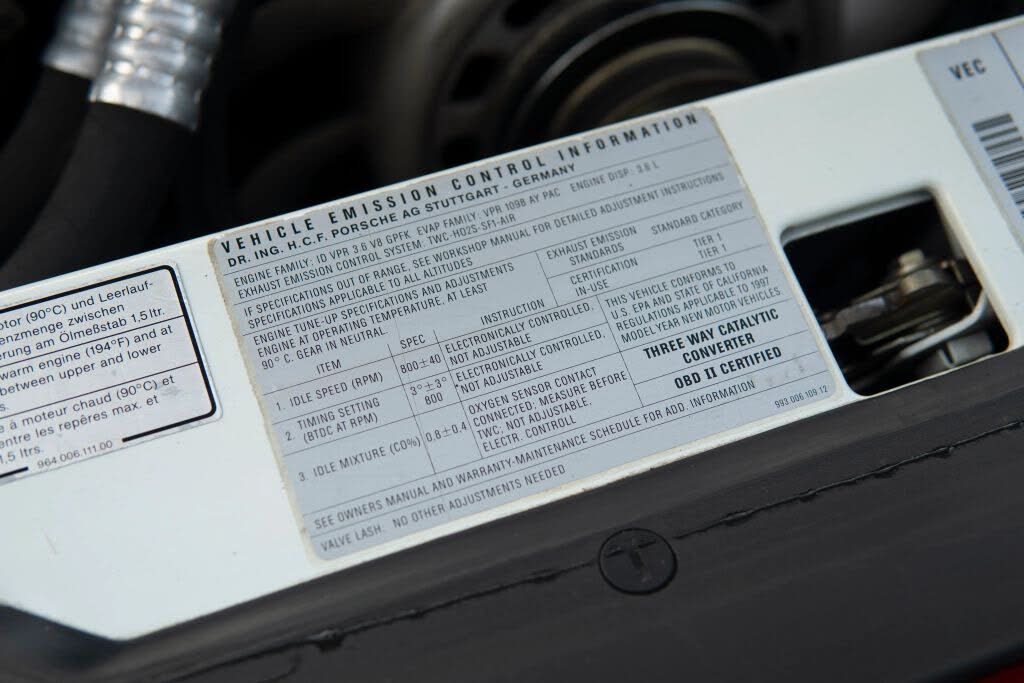 otor (90°C) und Leerlauf-
enzmenge zwischen
erung am Ölmeßstab 1,5 ltr.
warm engine (194°F) and at
between upper and lower
s.
e à moteur chaud (90°C) et
entre les repères max. et
1.5 ltrs.
964.006.111.00
VEHICLE EMISSION CONTROL INFORMATION
DR. ING. H.C.F. PORSCHE AG STUTTGART - GERMANY
ENGINE FAMILY: ID VPR 3.6 V8 GPFK EVAP FAMILY: VPR 1098 AY PAC ENGINE DISP: 3.6 L
EXHAUST EMISSION CONTROL SYSTEM: TWC-HO2S-SFI-AIR
IF SPECIFICATIONS OUT OF RANGE, SEE WORKSHOP MANUAL FOR DETAILED ADJUSTMENT INSTRUCTIONS
SPECIFICATIONS APPLICABLE TO ALL ALTITUDES
ENGINE TUNE-UP SPECIFICATIONS AND ADJUSTMENTS
ENGINE AT OPERATING TEMPERATURE, AT LEAST
90°C. GEAR IN NEUTRAL
ITEM SPEC INSTRUCTION
1. IDLE SPEED (RPM) 800±40 ELECTRONICALLY CONTROLLED.
NOT ADJUSTABLE
2. TIMING SETTING 3°±3° ELECTRONICALLY CONTROLLED,
(BTDC AT RPM) 800 NOT ADJUSTABLE
3. IDLE MIXTURE (CO%) 0,8±0.4 OXYGEN SENSOR CONTACT
CONNECTED; MEASURE BEFORE
TWC; NOT ADJUSTABLE.
ELECTR. CONTROLL
EXHAUST EMISSION STANDARD CATEGORY
STANDARDS
CERTIFICATION TIER 1
IN-USE TIER 1
THIS VEHICLE CONFORMS TO
U.S. EPA AND STATE OF CALIFORNIA
REGULATIONS APPLICABLE TO 1997
MODEL YEAR NEW MOTOR VEHICLES.
THREE WAY CATALYTIC
CONVERTER
OBD II CERTIFIED
SEE OWNERS MANUAL AND WARRANTY-MAINTENANCE SCHEDULE FOR ADD. INFORMATION
VALVE LASH: NO OTHER ADJUSTMENTS NEEDED
993.006.109.12
VEC
T